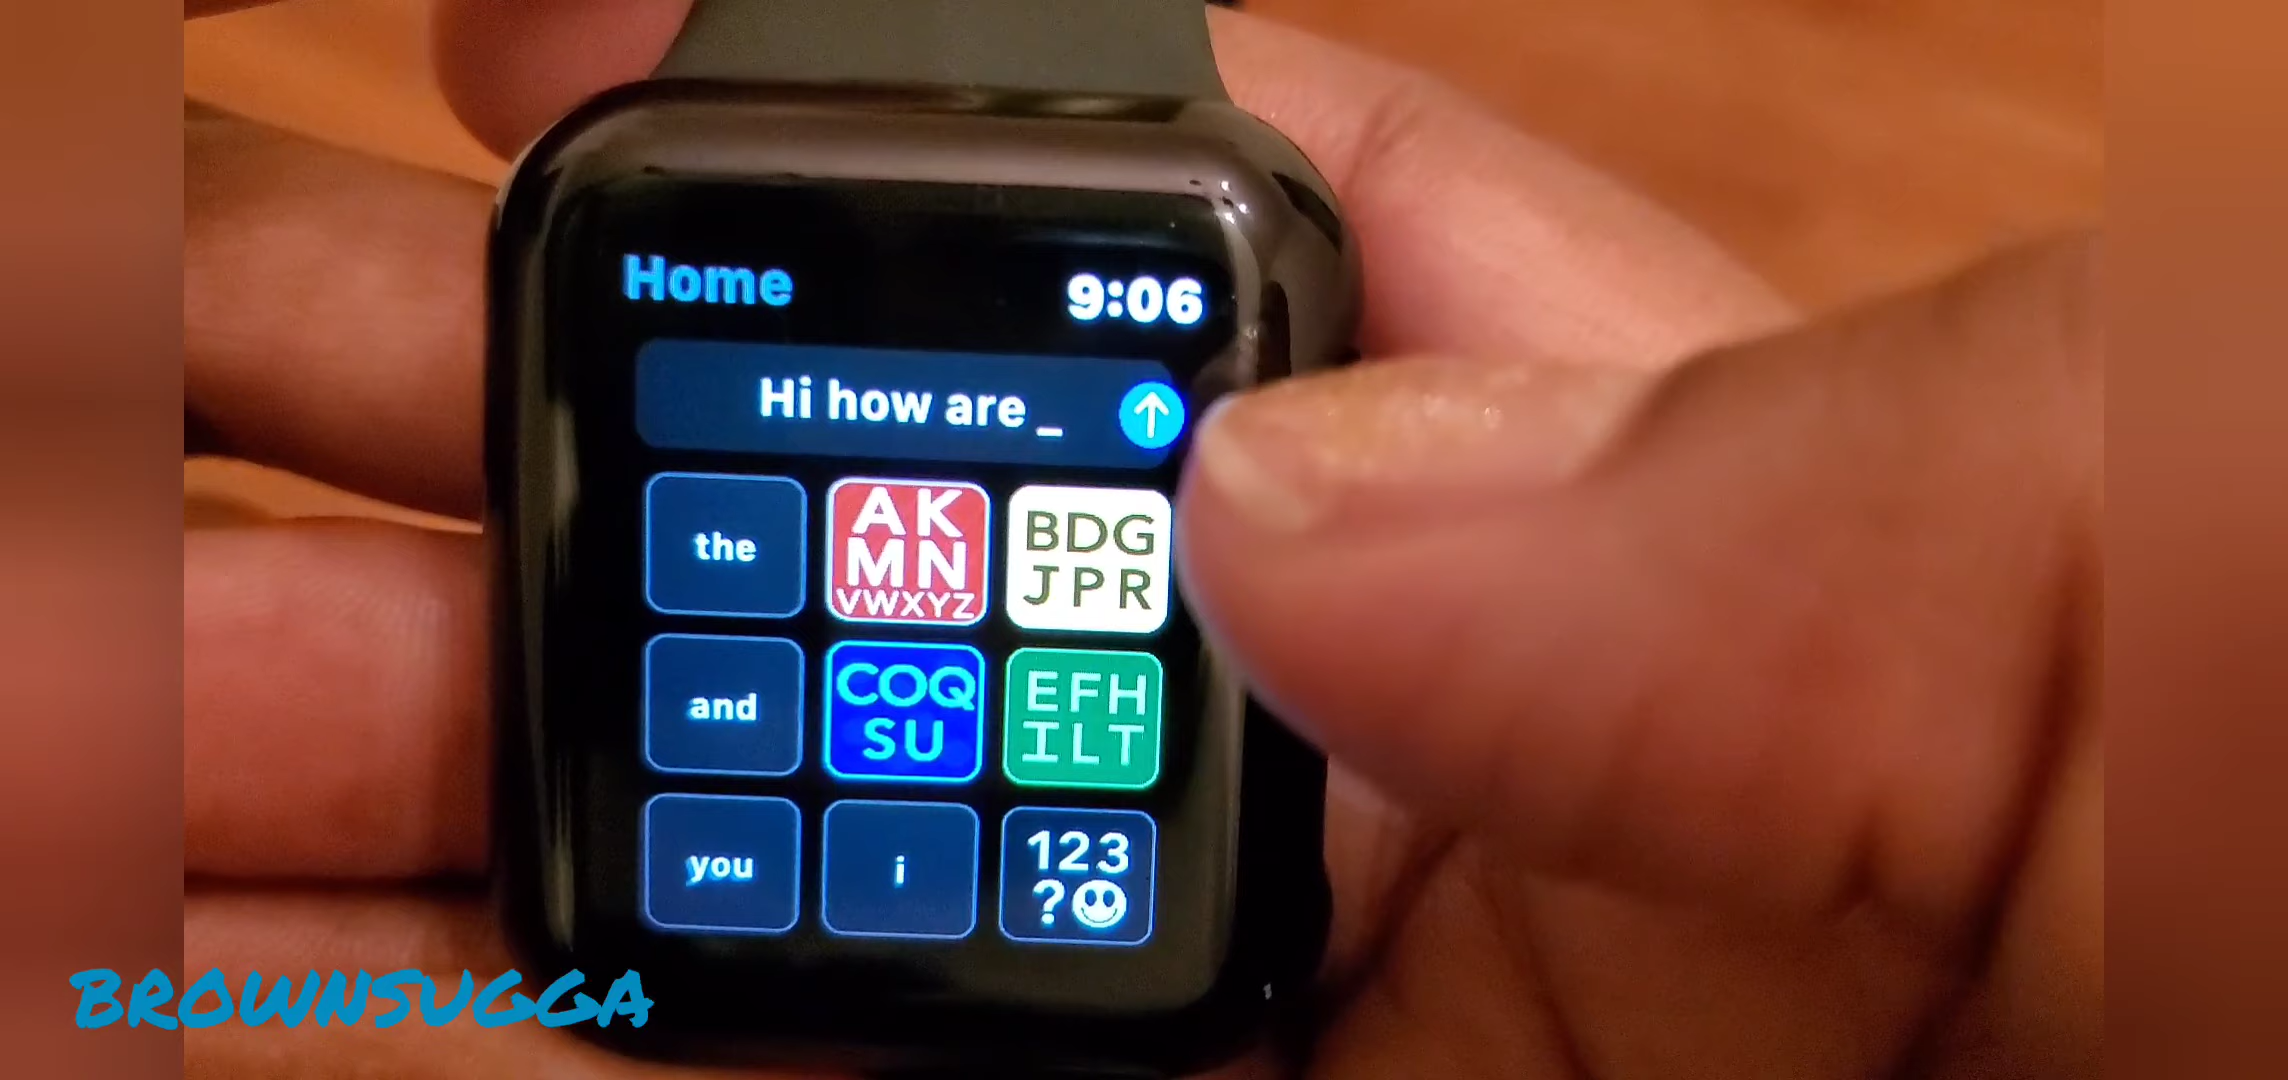 Home
9:06
Hi how are _
the
AK
MN
VWXYZ
BDG
JPR
and
COQ
SU
EFH
ILT
you
i
123
?
BROWNSUGGA